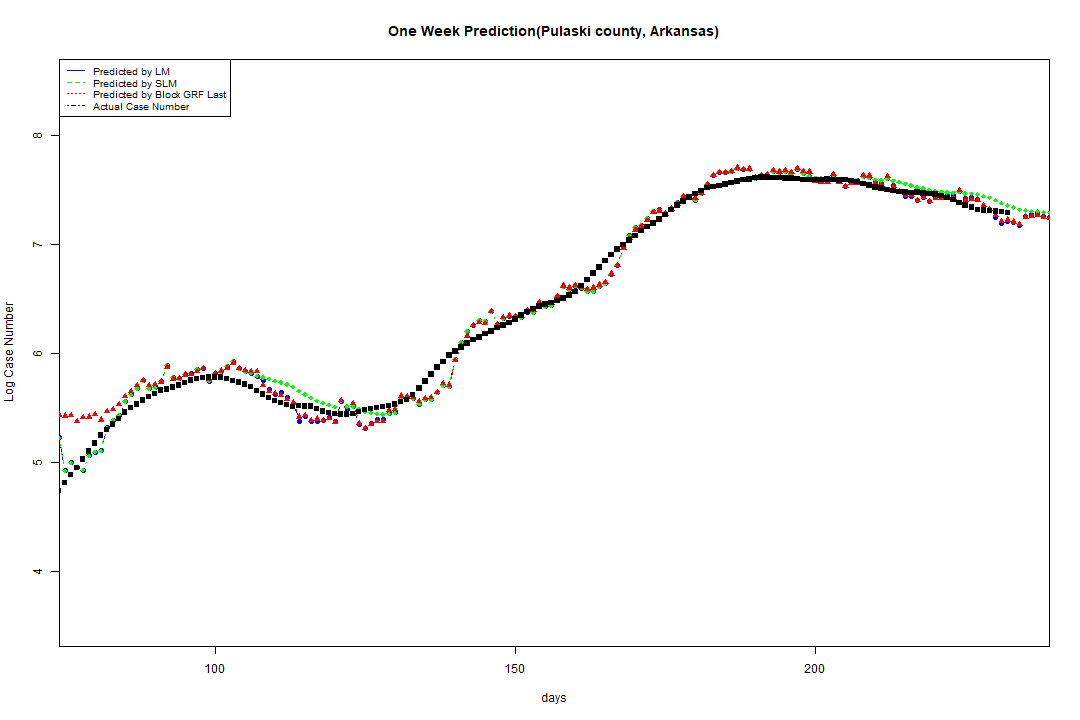 One Week Prediction(Pulaski county, Arkansas)
Predicted by LM
Predicted by SLM
Predicted by Block GRF Last
Actual Case Number
8
7
6
5
4
Log Case Number
100 150 200
days